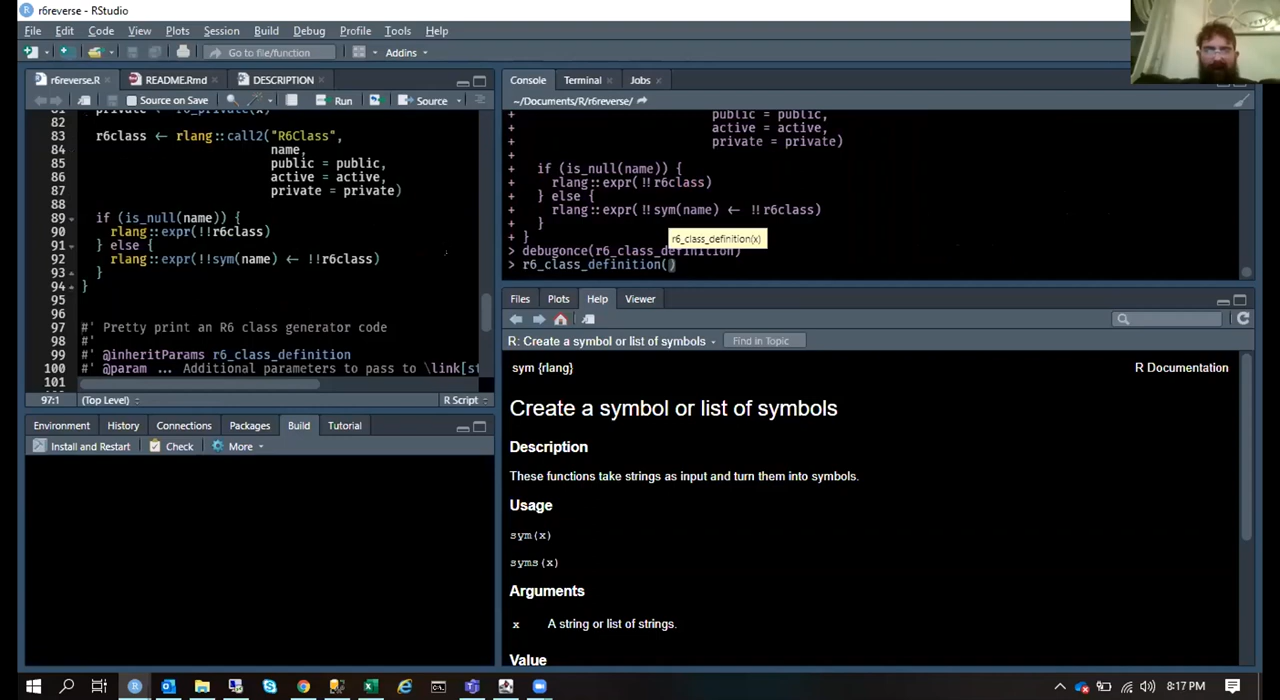 r6reverse - RStudio
File Edit Code View Plots Session Build Debug Profile Tools Help
Go to file/function Addins
r6reverse.R README.Rmd DESCRIPTION
Source on Save Run Source
82
83 r6class ← rlang::call2("R6Class",
84 name,
85 public = public,
86 active = active,
87 private = private)
88
89 if (is_null(name)) {
90 rlang::expr(!!r6class)
91 } else {
92 rlang::expr(!!sym(name) ← !!r6class)
93 }
94 }
95
96
97 #' Pretty print an R6 class generator code
98 #'
99 #' @inheritParams r6_class_definition
100 #' @param ... Additional parameters to pass to \link[st
101
97:1 (Top Level) R Script
Environment History Connections Packages Build Tutorial
Install and Restart Check More
Console Terminal Jobs
~/Documents/R/r6reverse/
+ public = public,
+ active = active,
+ private = private)
+
+ if (is_null(name)) {
+ rlang::expr(!!r6class)
+ } else {
+ rlang::expr(!!sym(name) ← !!r6class)
+ }
+ }
r6_class_definition(x)
> debugonce(r6_class_definition)
> r6_class_definition()
Files Plots Help Viewer
R: Create a symbol or list of symbols Find in Topic
sym {rlang} R Documentation
Create a symbol or list of symbols
Description
These functions take strings as input and turn them into symbols.
Usage
sym(x)
syms(x)
Arguments
x A string or list of strings.
Value
8:17 PM